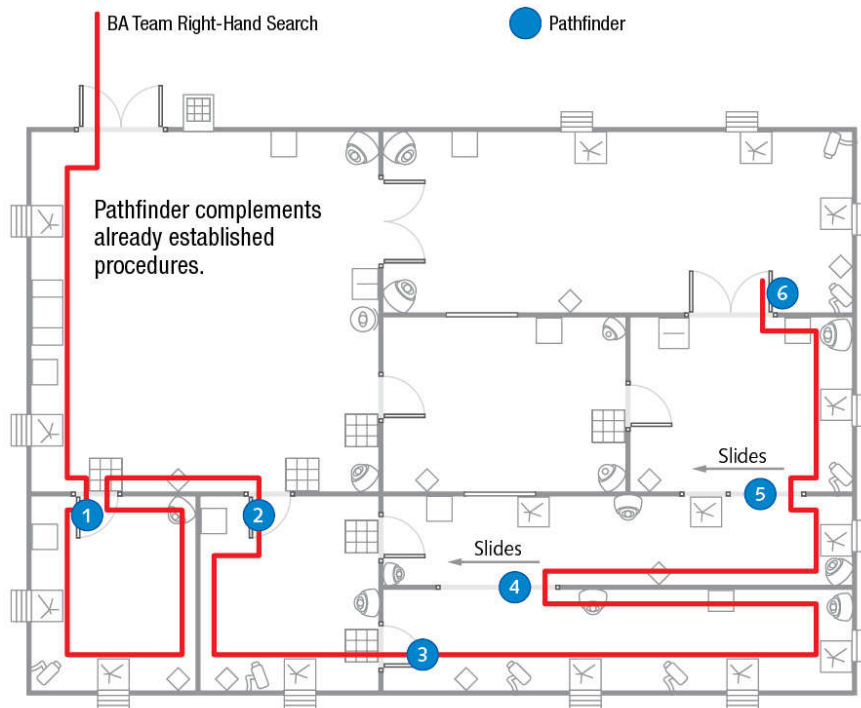 BA Team Right-Hand Search
Pathfinder
Pathfinder complements
already established
procedures.
6
Slides
5
1
2
Slides
4
3